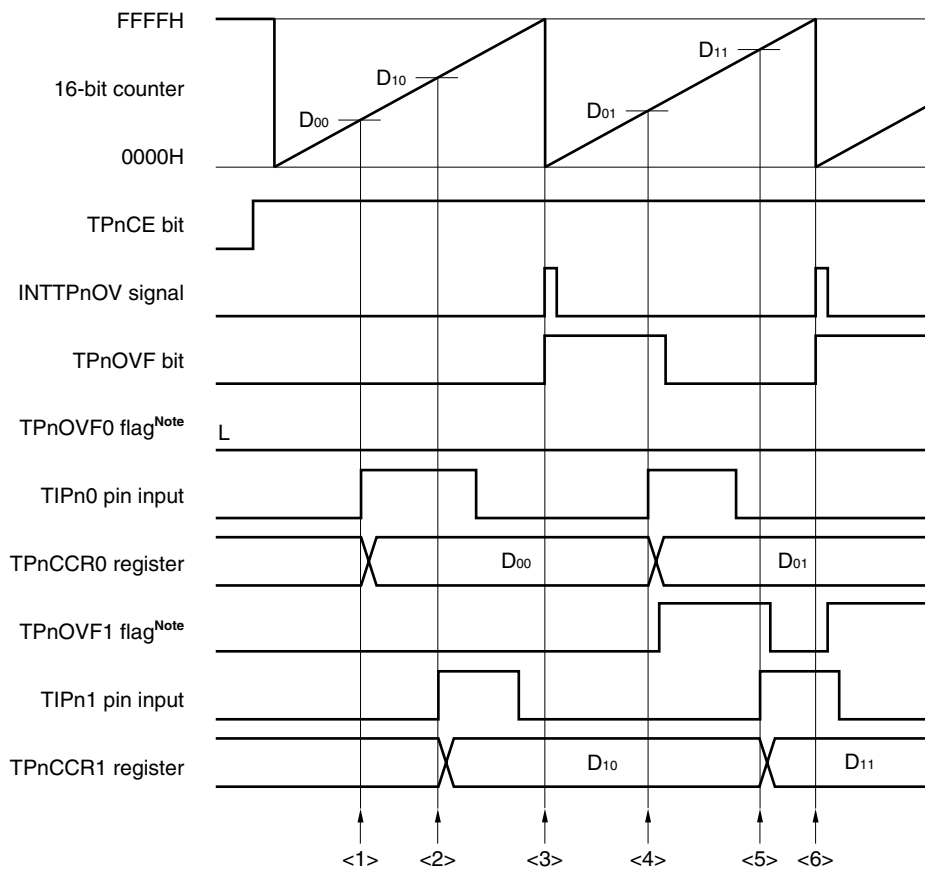 FFFFH
D11
D10
16-bit counter
D01
D00
0000H
TPnCE bit
INTTPnOV signal
TPnOVF bit
TPnOVF0 flagNote
L
TIPn0 pin input
TPnCCR0 register
D00
D01
TPnOVF1 flagNote
TIPn1 pin input
TPnCCR1 register
D10
D11
<1> <2> <3> <4> <5> <6>